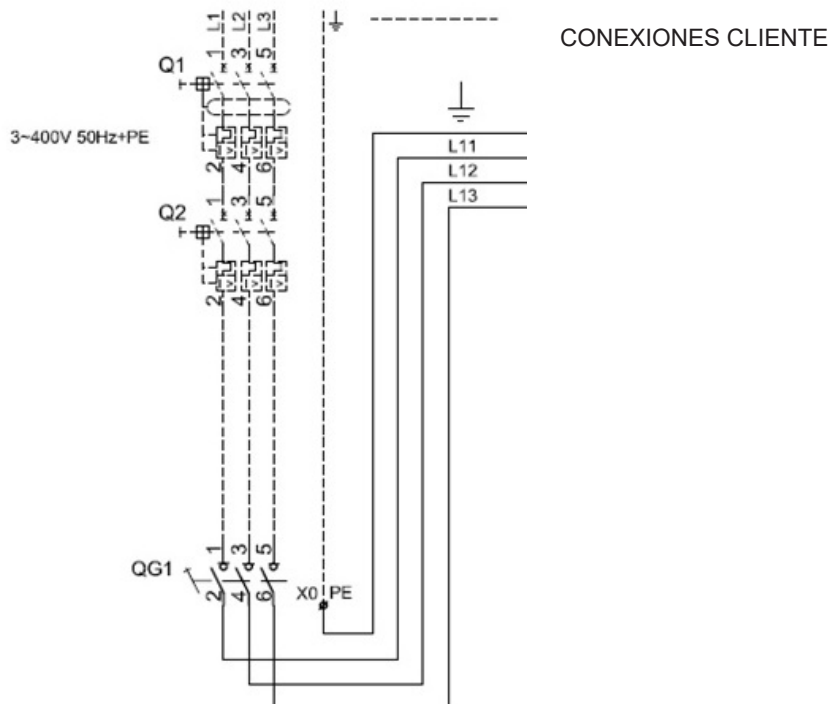 L1 L2 L3
CONEXIONES CLIENTE
1 3 5
Q1
3~400V 50Hz+PE
2 4 6
L11
L12
L13
1 3 5
Q2
2 4 6
1 3 5
QG1
2 4 6
X0 PE